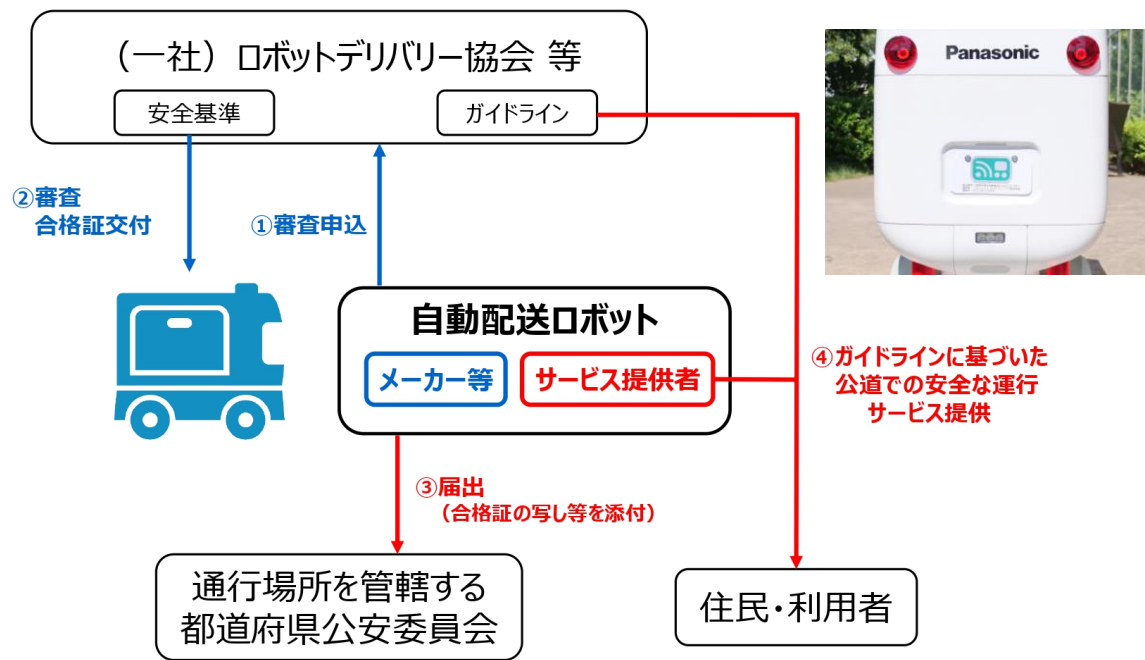 （一社）ロボットデリバリー協会 等
安全基準
ガイドライン
Panasonic
②審査
合格証交付
①審査申込
自動配送ロボット
メーカー等
サービス提供者
④ガイドラインに基づいた
公道での安全な運行
サービス提供
③届出
（合格証の写し等を添付）
通行場所を管轄する
都道府県公安委員会
住民・利用者